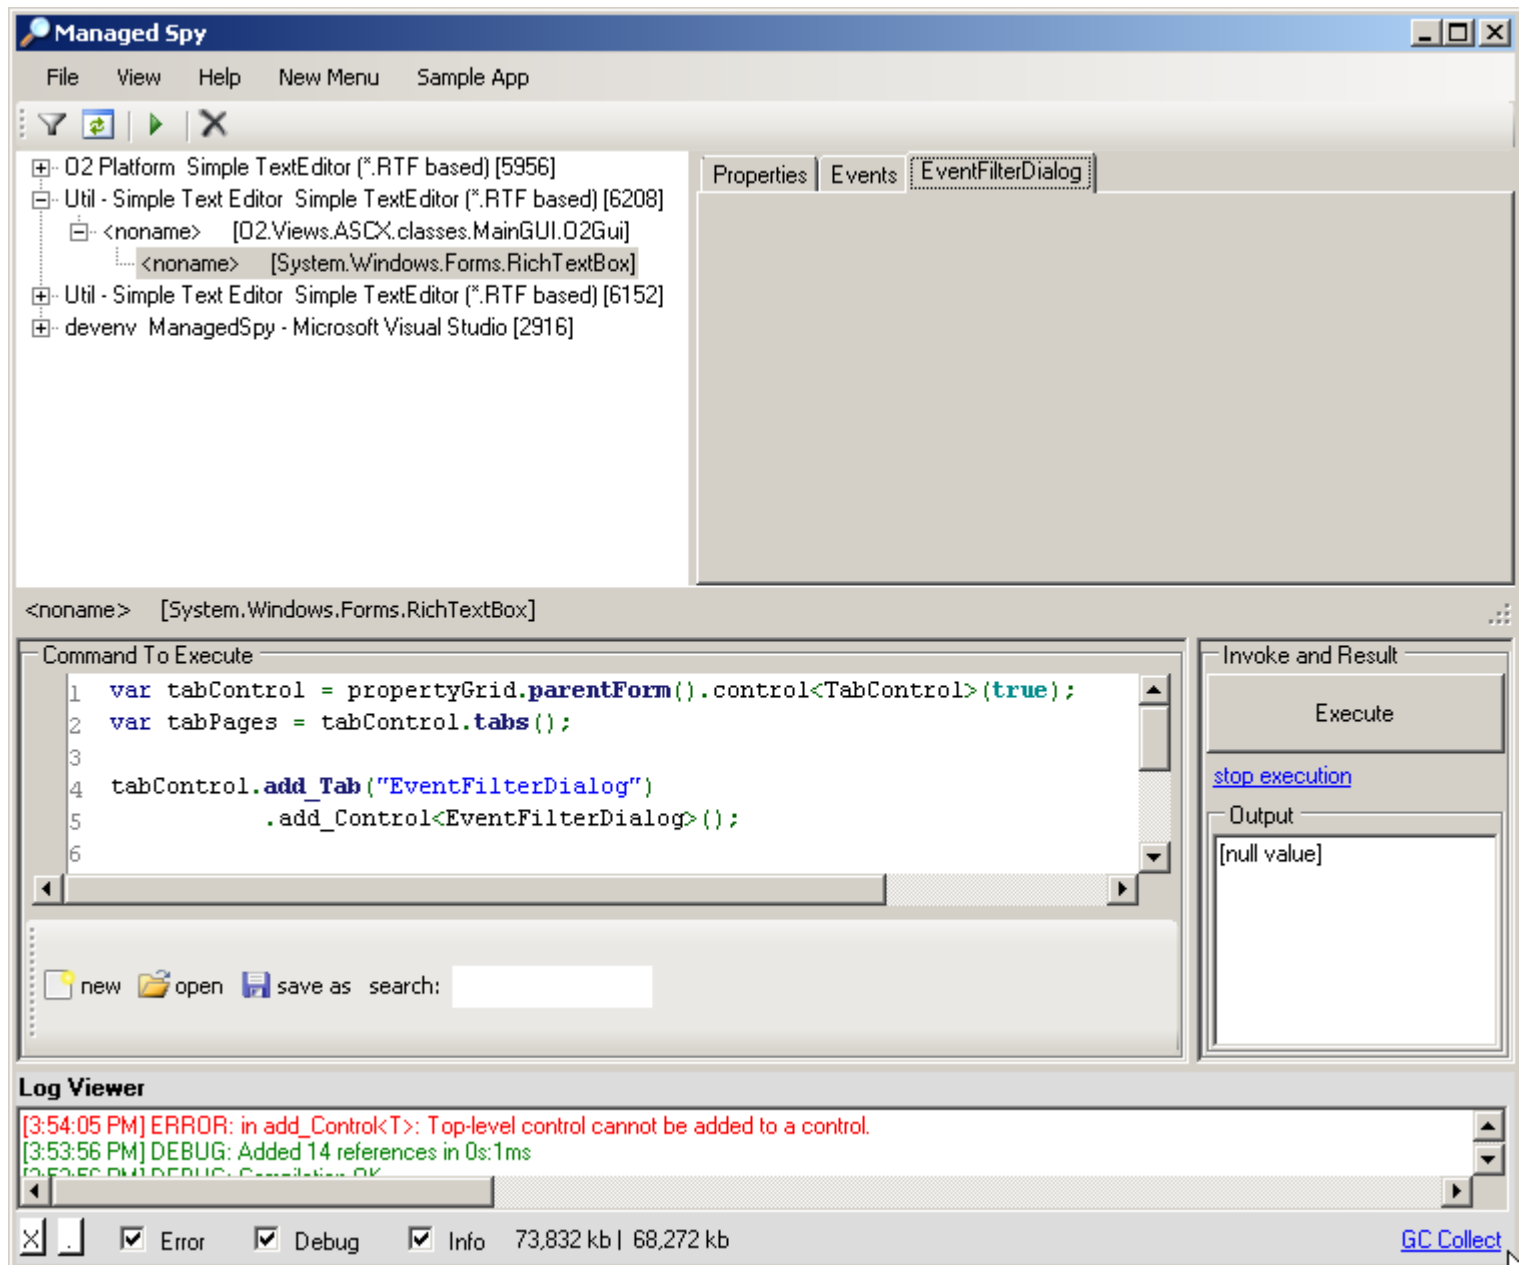 Managed Spy
File View Help New Menu Sample App
O2 Platform Simple TextEditor (*.RTF based) [5956]
Util - Simple Text Editor Simple TextEditor (*.RTF based) [6208]
<noname> [O2.Views.ASCX.classes.MainGUI.O2Gui]
<noname> [System.Windows.Forms.RichTextBox]
Util - Simple Text Editor Simple TextEditor (*.RTF based) [6152]
devenv ManagedSpy - Microsoft Visual Studio [2916]
Properties Events EventFilterDialog
<noname> [System.Windows.Forms.RichTextBox]
Command To Execute
1 var tabControl = propertyGrid.parentForm().control<TabControl>(true);
2 var tabPages = tabControl.tabs();
3
4 tabControl.add_Tab("EventFilterDialog")
5 .add_Control<EventFilterDialog>();
6
new open save as search:
Invoke and Result
Execute
stop execution
Output
[null value]
Log Viewer
[3:54:05 PM] ERROR: in add_Control<T>: Top-level control cannot be added to a control.
[3:53:56 PM] DEBUG: Added 14 references in 0s:1ms
[3:53:56 PM] DEBUG: Compilation OK
X . Error Debug Info 73,832 kb | 68,272 kb GC Collect